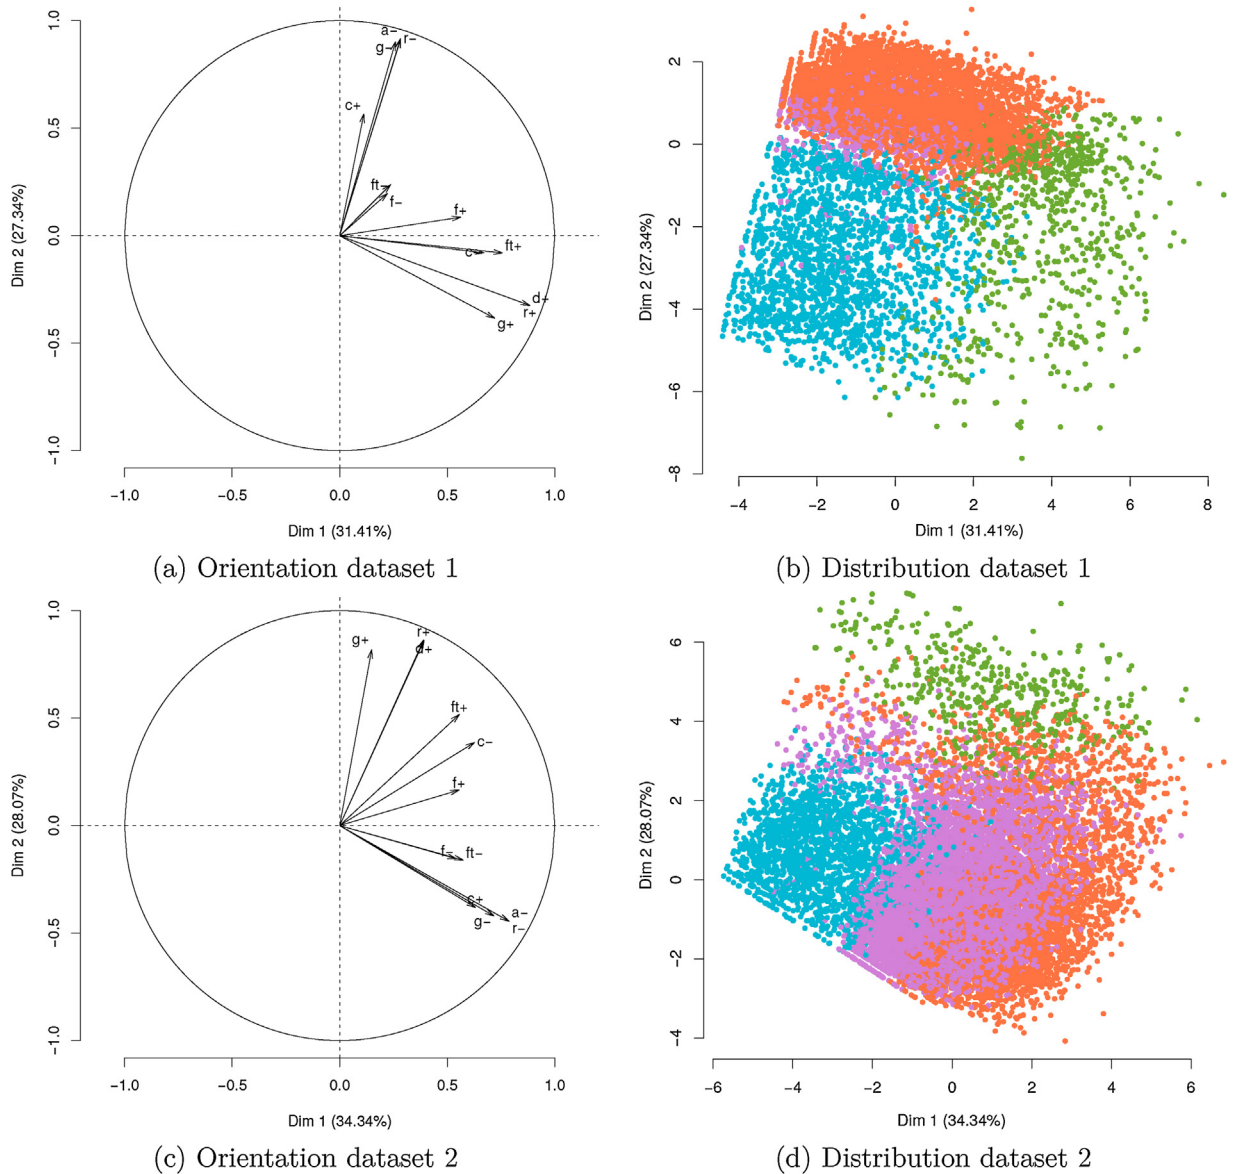 1.0
0.5
0.0
−0.5
−1.0
Dim 2 (27.34%)
a−
g− r−
c+
ft−
f−
f+
ft+
c−
d+
r+
g+
−1.0 −0.5 0.0 0.5 1.0
Dim 1 (31.41%)
(a) Orientation dataset 1
2
0
−2
−4
−6
−8
Dim 2 (27.34%)
−4 −2 0 2 4 6 8
Dim 1 (31.41%)
(b) Distribution dataset 1
1.0
0.5
0.0
−0.5
−1.0
Dim 2 (28.07%)
g+
r+
d+
ft+
c−
f+
f− ft−
c+
a−
g−
r−
−1.0 −0.5 0.0 0.5 1.0
Dim 1 (34.34%)
(c) Orientation dataset 2
6
4
2
0
−2
−4
Dim 2 (28.07%)
−6 −4 −2 0 2 4 6
Dim 1 (34.34%)
(d) Distribution dataset 2